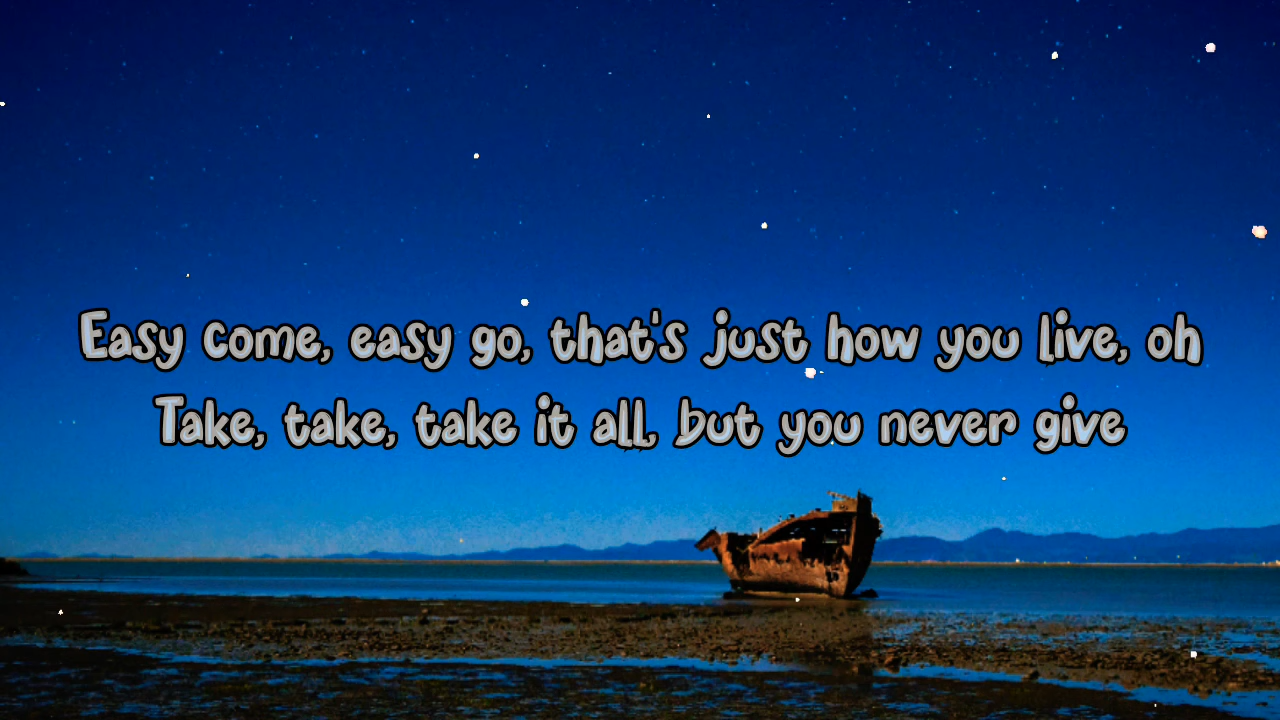 Easy come, easy go, that's just how you live, oh
Take, take, take it all, but you never give